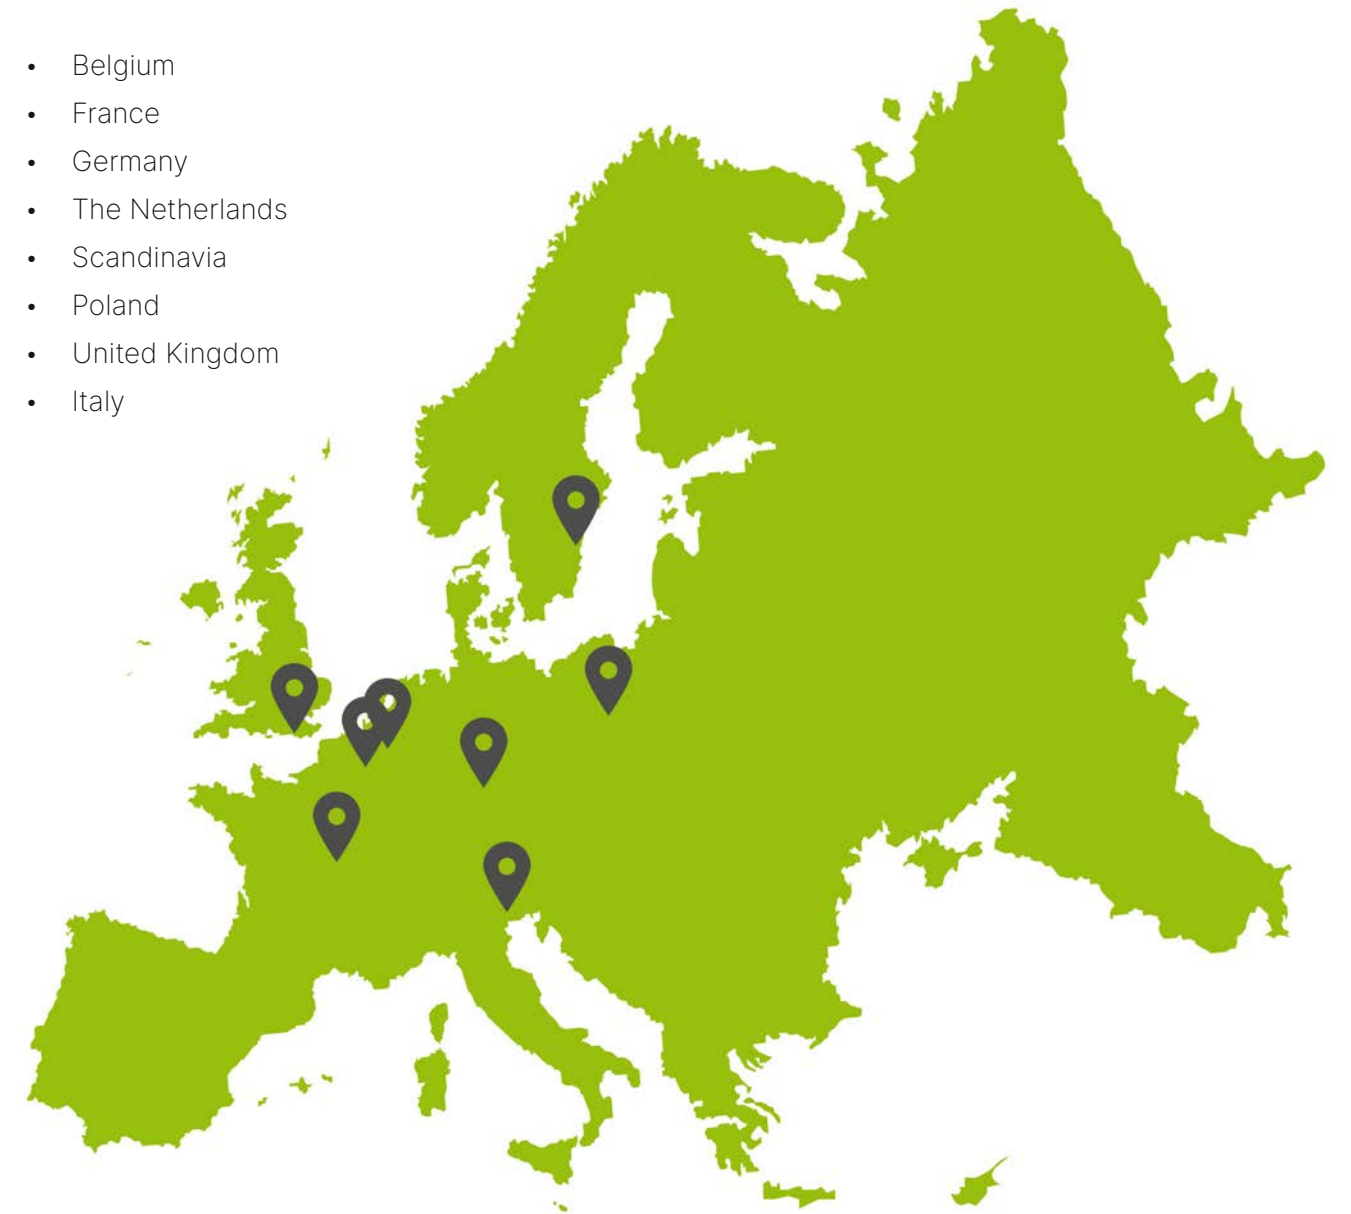 • Belgium
• France
• Germany
• The Netherlands
• Scandinavia
• Poland
• United Kingdom
• Italy